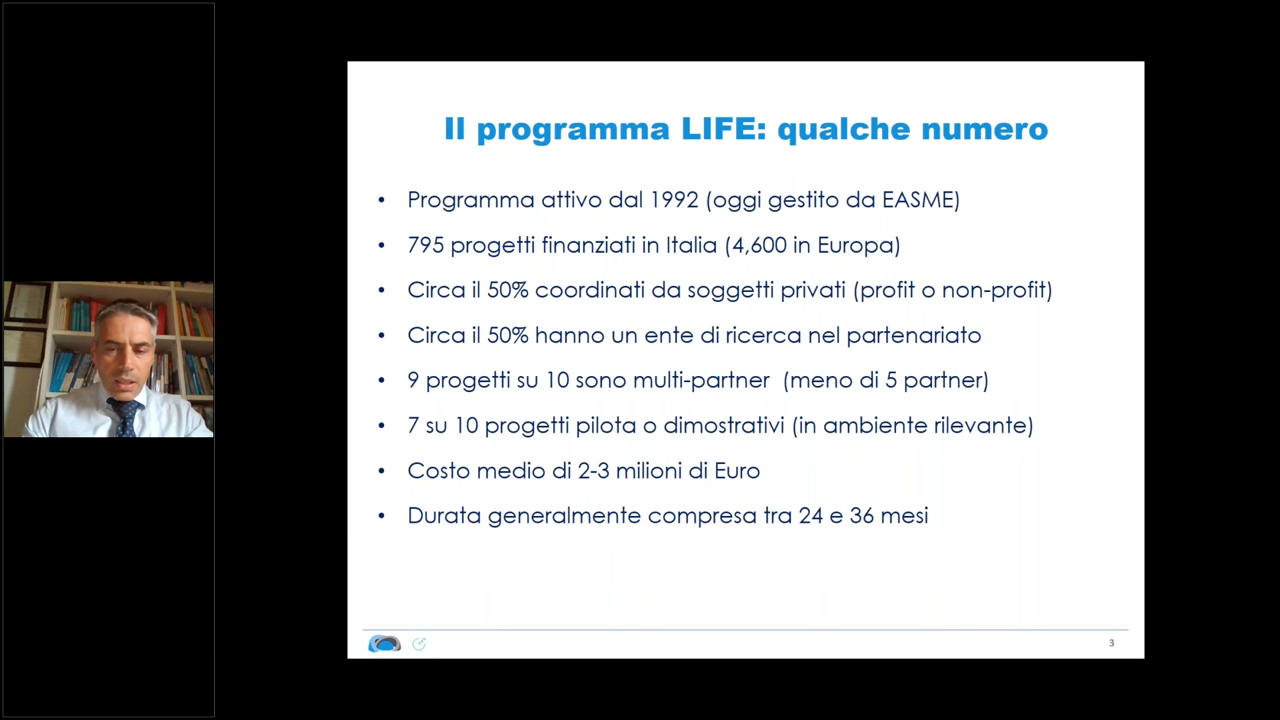 Il programma LIFE: qualche numero
• Programma attivo dal 1992 (oggi gestito da EASME)
• 795 progetti finanziati in Italia (4,600 in Europa)
• Circa il 50% coordinati da soggetti privati (profit o non-profit)
• Circa il 50% hanno un ente di ricerca nel partenariato
• 9 progetti su 10 sono multi-partner (meno di 5 partner)
• 7 su 10 progetti pilota o dimostrativi (in ambiente rilevante)
• Costo medio di 2-3 milioni di Euro
• Durata generalmente compresa tra 24 e 36 mesi
3